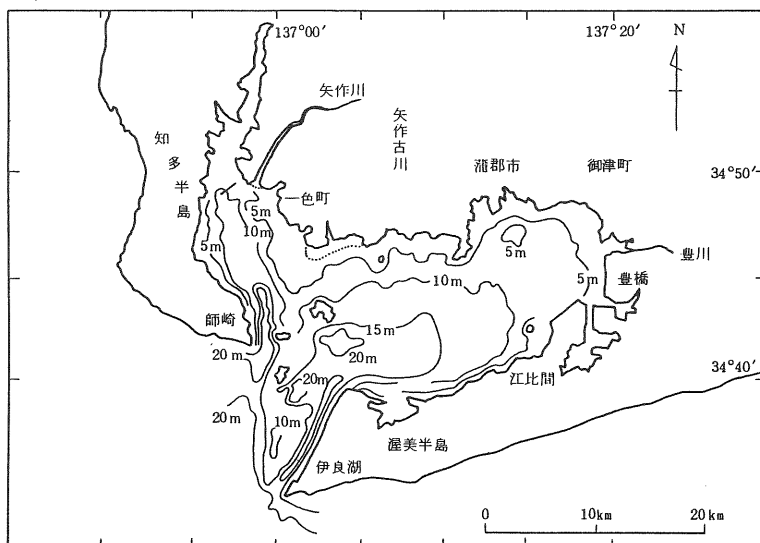 137°00′
137°20′
N
矢作川
矢作古川
蒲郡市
御津町
知多半島
34°50′
一色町
5m
10m
5m
5m
豊川
10m
5m
豊橋
師崎
15m
20m
20m
20m
34°40′
江比間
20m
10m
渥美半島
伊良湖
0
10km
20km